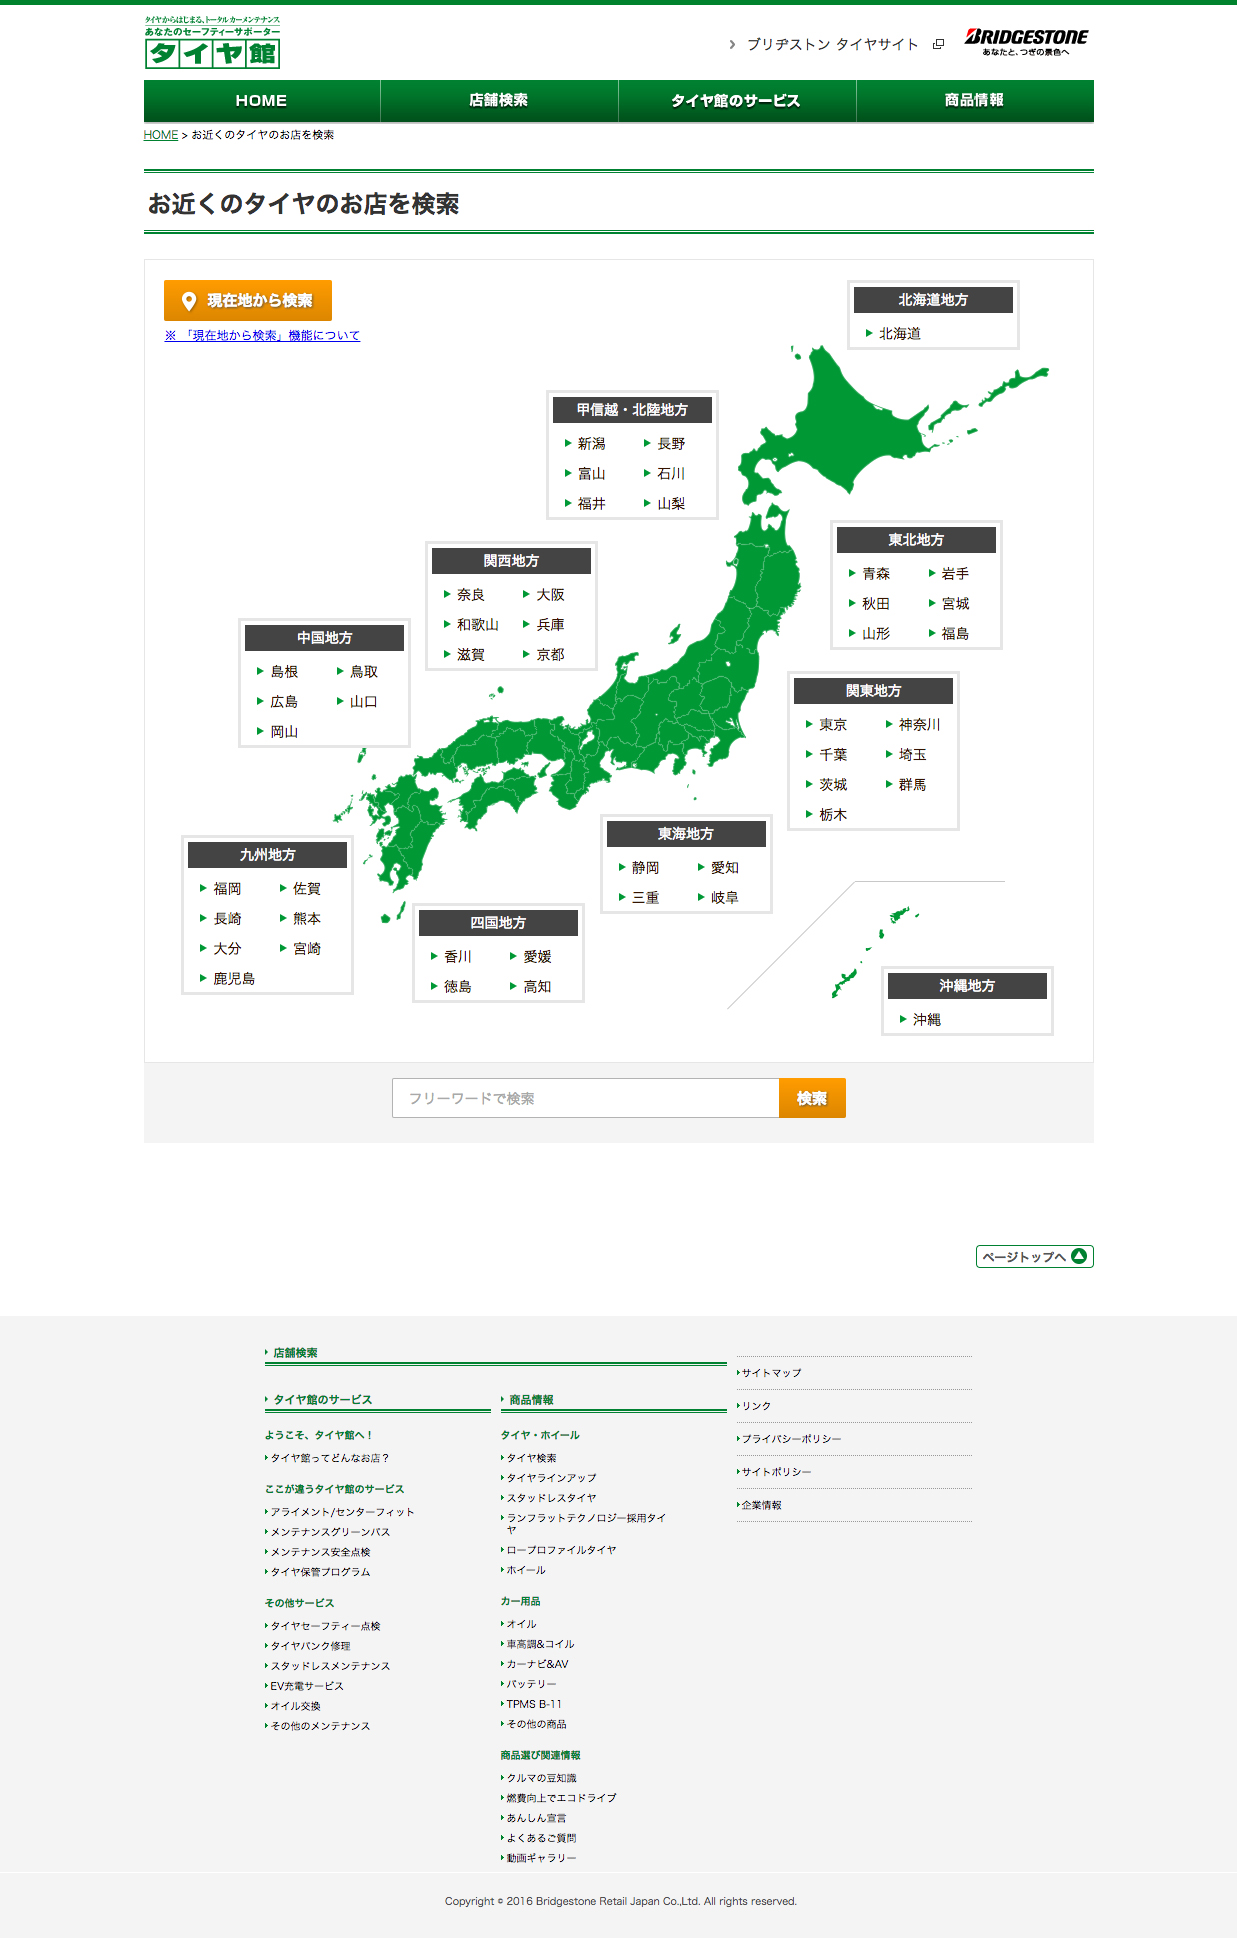 タイヤからはじまる、トータルカーメンテナンス
あなたのセーフティーサポーター
タイヤ館
ブリヂストン タイヤサイト
BRIDGESTONE
あなたと、つぎの景色へ
HOME
店舗検索
タイヤ館のサービス
商品情報
HOME > お近くのタイヤのお店を検索
お近くのタイヤのお店を検索
現在地から検索
※ 「現在地から検索」機能について
北海道地方
北海道
甲信越・北陸地方
新潟 長野
富山 石川
福井 山梨
東北地方
青森 岩手
秋田 宮城
山形 福島
関西地方
奈良 大阪
和歌山 兵庫
滋賀 京都
中国地方
島根 鳥取
広島 山口
岡山
関東地方
東京 神奈川
千葉 埼玉
茨城 群馬
栃木
東海地方
静岡 愛知
三重 岐阜
九州地方
福岡 佐賀
長崎 熊本
大分 宮崎
鹿児島
四国地方
香川 愛媛
徳島 高知
沖縄地方
沖縄
フリーワードで検索
検索
ページトップへ
店舗検索
タイヤ館のサービス
ようこそ、タイヤ館へ！
タイヤ館ってどんなお店？
ここが違うタイヤ館のサービス
アライメント/センターフィット
メンテナンスグリーンパス
メンテナンス安全点検
タイヤ保管プログラム
その他サービス
タイヤセーフティー点検
タイヤパンク修理
スタッドレスメンテナンス
EV充電サービス
オイル交換
その他のメンテナンス
商品情報
タイヤ・ホイール
タイヤ検索
タイヤラインアップ
スタッドレスタイヤ
ランフラットテクノロジー採用タイ
ヤ
ロープロファイルタイヤ
ホイール
カー用品
オイル
車高調&コイル
カーナビ&AV
バッテリー
TPMS B-11
その他の商品
商品選び関連情報
クルマの豆知識
燃費向上でエコドライブ
あんしん宣言
よくあるご質問
動画ギャラリー
サイトマップ
リンク
プライバシーポリシー
サイトポリシー
企業情報
Copyright © 2016 Bridgestone Retail Japan Co.,Ltd. All rights reserved.